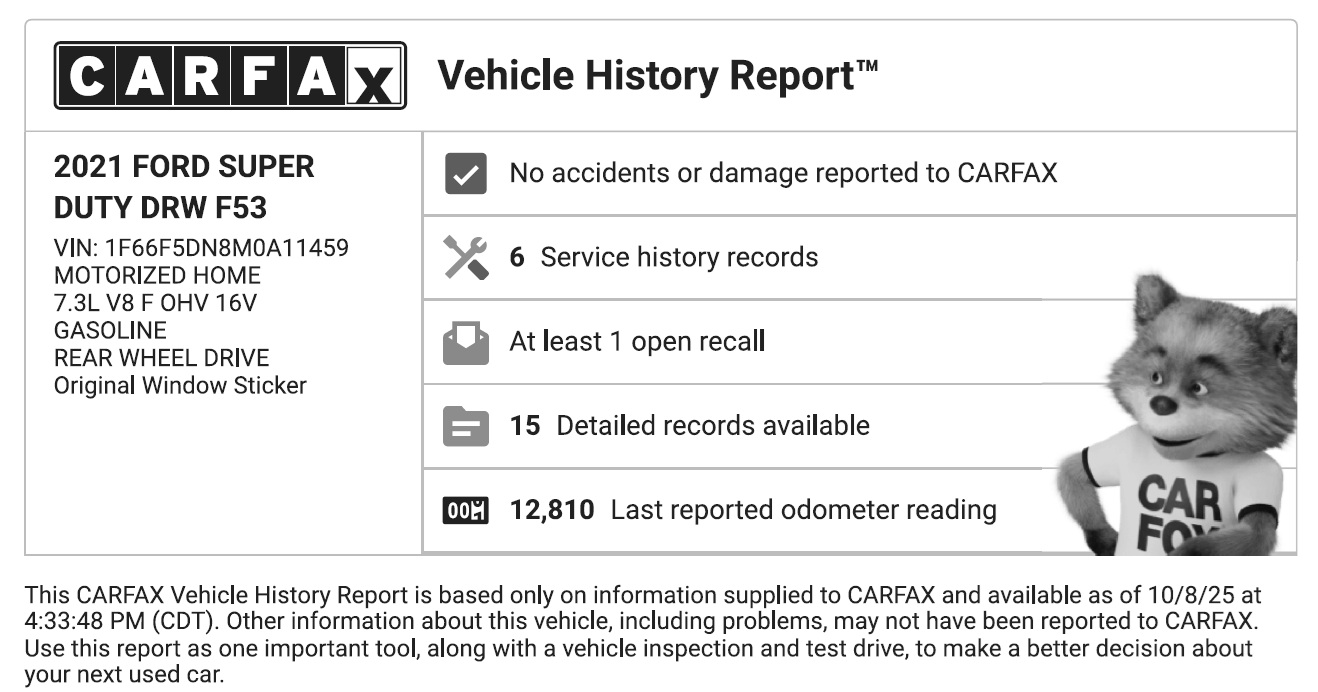 CARFAX Vehicle History Report™
2021 FORD SUPER
DUTY DRW F53
VIN: 1F66F5DN8M0A11459
MOTORIZED HOME
7.3L V8 F OHV 16V
GASOLINE
REAR WHEEL DRIVE
Original Window Sticker
No accidents or damage reported to CARFAX
6 Service history records
At least 1 open recall
15 Detailed records available
12,810 Last reported odometer reading
CAR
FOX
This CARFAX Vehicle History Report is based only on information supplied to CARFAX and available as of 10/8/25 at
4:33:48 PM (CDT). Other information about this vehicle, including problems, may not have been reported to CARFAX.
Use this report as one important tool, along with a vehicle inspection and test drive, to make a better decision about
your next used car.